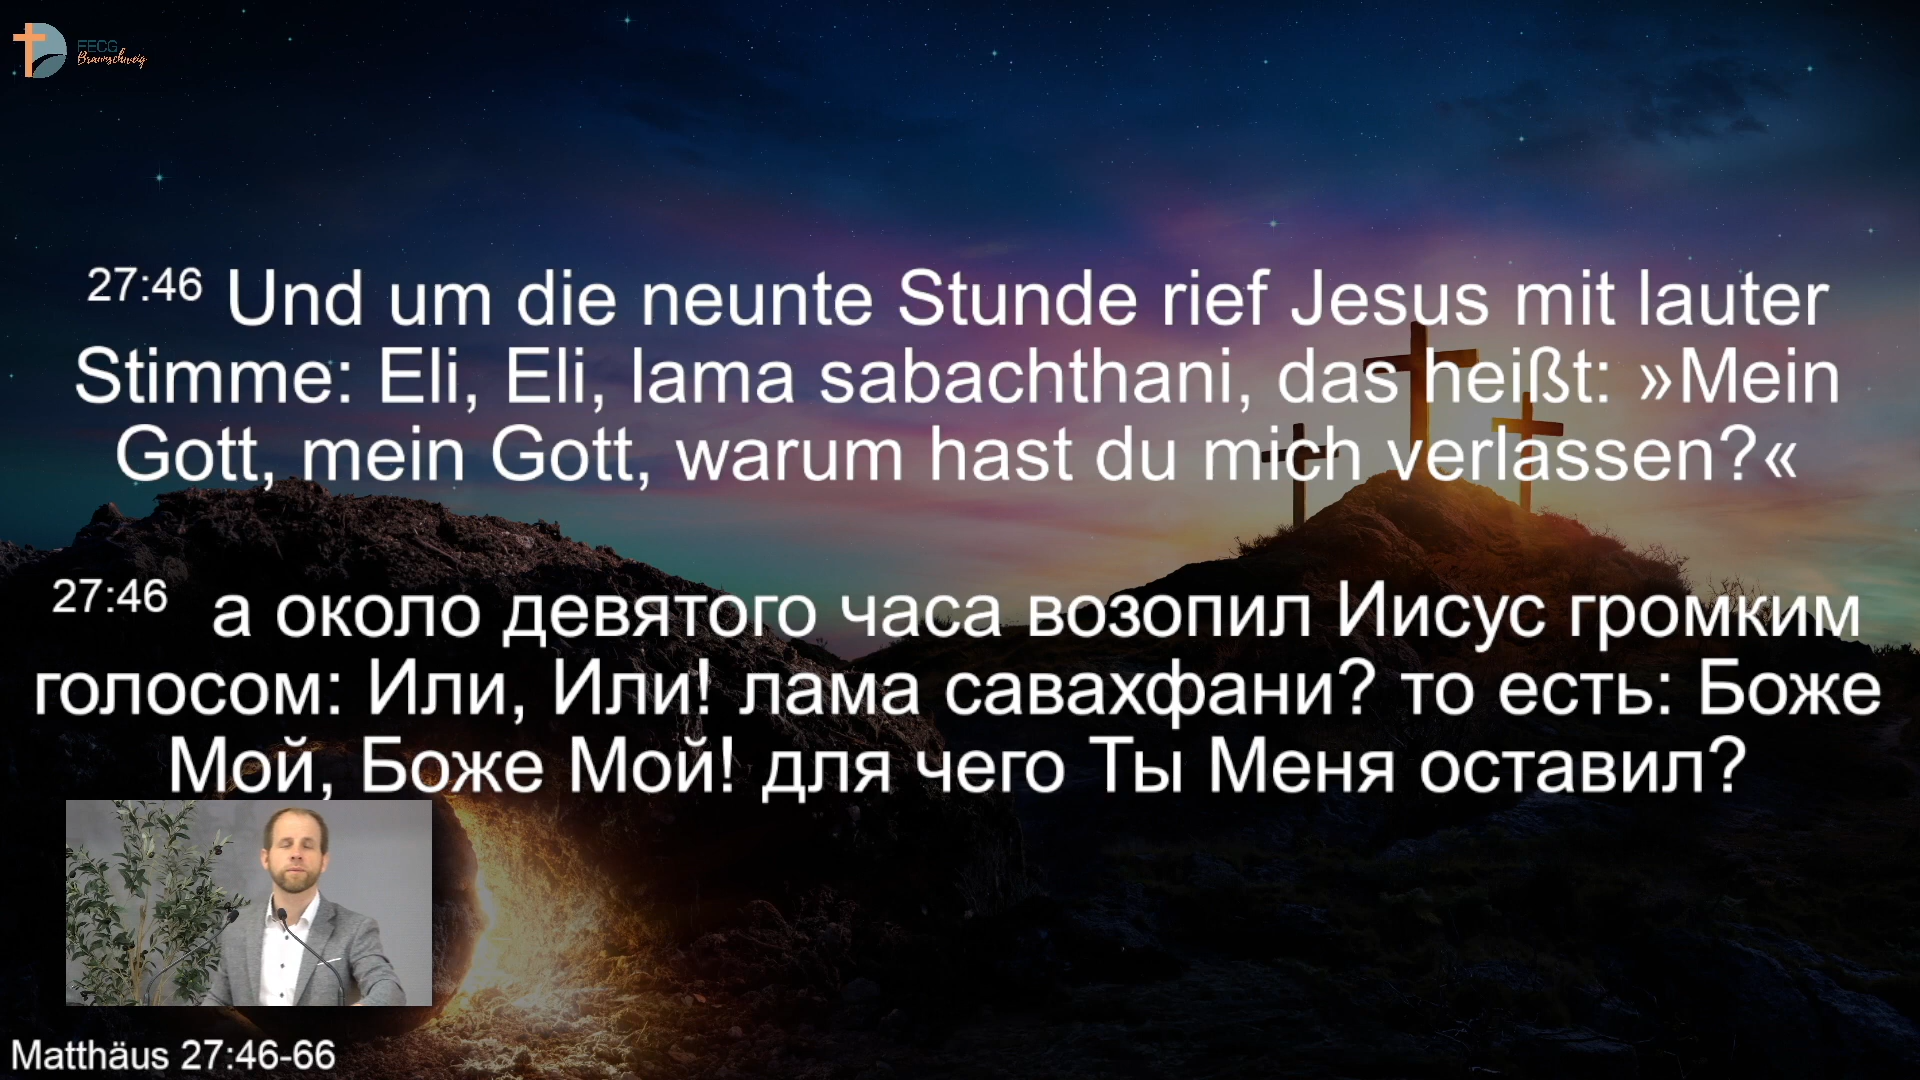 FECG
Braunschweig
27:46 Und um die neunte Stunde rief Jesus mit lauter
Stimme: Eli, Eli, lama sabachthani, das heißt: »Mein
Gott, mein Gott, warum hast du mich verlassen?«
27:46 а около девятого часа возопил Иисус громким
голосом: Или, Или! лама савахфани? то есть: Боже
Мой, Боже Мой! для чего Ты Меня оставил?
Matthäus 27:46-66